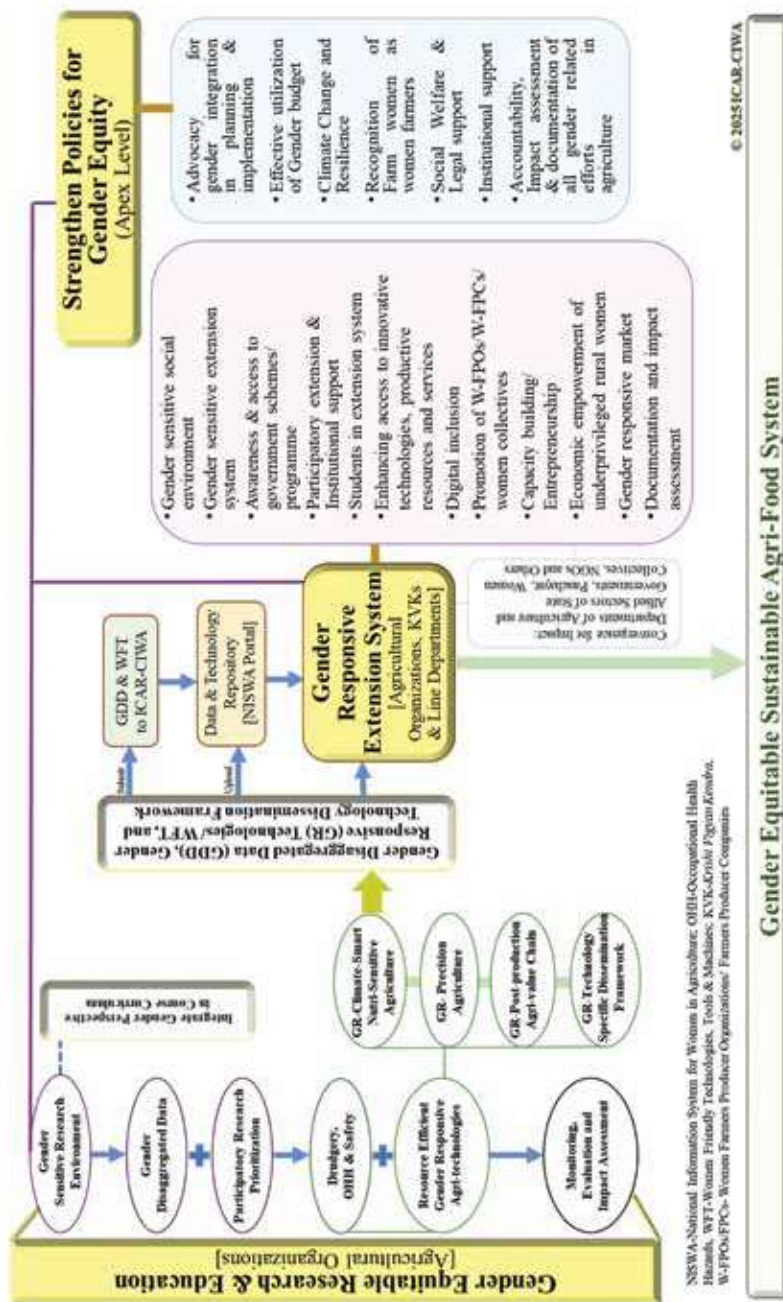 Gender Equitable Research & Education
[Agricultural Organizations]
Gender
Sensitive Research
Environment
Integrate Gender Perspective
in Course Curricula
Gender
Disaggregated Data
Participatory Research
Prioritization
Drudgery,
OHH & Safety
Resource Efficient
Gender Responsive
Agri-technologies
Monitoring,
Evaluation and
Impact Assessment
GR-Climate-Smart
Nutri-Sensitive
Agriculture
GR- Precision
Agriculture
GR-Post-production
Agri-value Chain
GR-Technology
Specific Dissemination
Framework
Gender Disaggregated Data (GDD), Gender
Responsive (GR) Technologies/ WFT, and
Technology Dissemination Framework
Submit
Upload
GDD & WFT
to ICAR-CIWA
Data & Technology
Repository
[NISWA Portal]
Gender
Responsive
Extension System
[Agricultural
Organizations, KVKs
& Line Departments]
Convergence for Impact:
Departments of Agriculture and
Allied Sectors of State
Government, Panchayat, Women
Collectives, NGOs and Others
• Gender sensitive social
environment
• Gender sensitive extension
system
• Awareness & access to
government schemes/
programme
• Participatory extension &
Institutional support
• Students in extension system
• Enhancing access to innovative
technologies, productive
resources and services
• Digital inclusion
• Promotion of W-FPOs/W-FPCs/
women collectives
• Capacity building/
Entrepreneurship
• Economic empowerment of
underprivileged rural women
• Gender responsive market
• Documentation and impact
assessment
Strengthen Policies for
Gender Equity
(Apex Level)
• Advocacy for
gender integration
in planning &
implementation
• Effective utilization
of Gender budget
• Climate Change and
Resilience
• Recognition of
Farm women as
women farmers
• Social Welfare &
Legal support
• Institutional support
• Accountability,
Impact assessment
& documentation of
all gender related
efforts in
agriculture
NISWA-National Information System for Women in Agriculture; OHH-Occupational Health
Hazards, WFT-Women Friendly Technologies, Tools & Machines; KVK-Krishi Vigyan Kendra,
W-FPOs/FPCs- Women Farmers Producer Organizations/ Farmers Producer Companies
© 2025 ICAR-CIWA
Gender Equitable Sustainable Agri-Food System